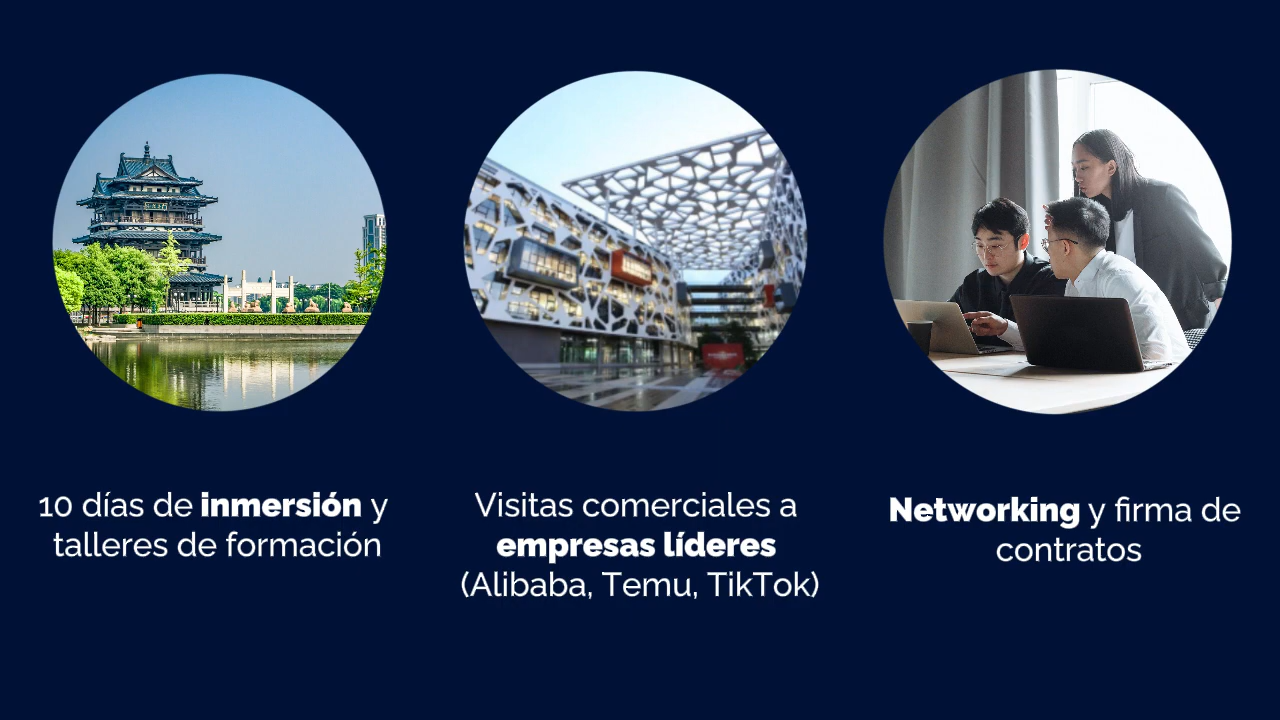 10 días de inmersión y
talleres de formación
Visitas comerciales a
empresas líderes
(Alibaba, Temu, TikTok)
Networking y firma de
contratos